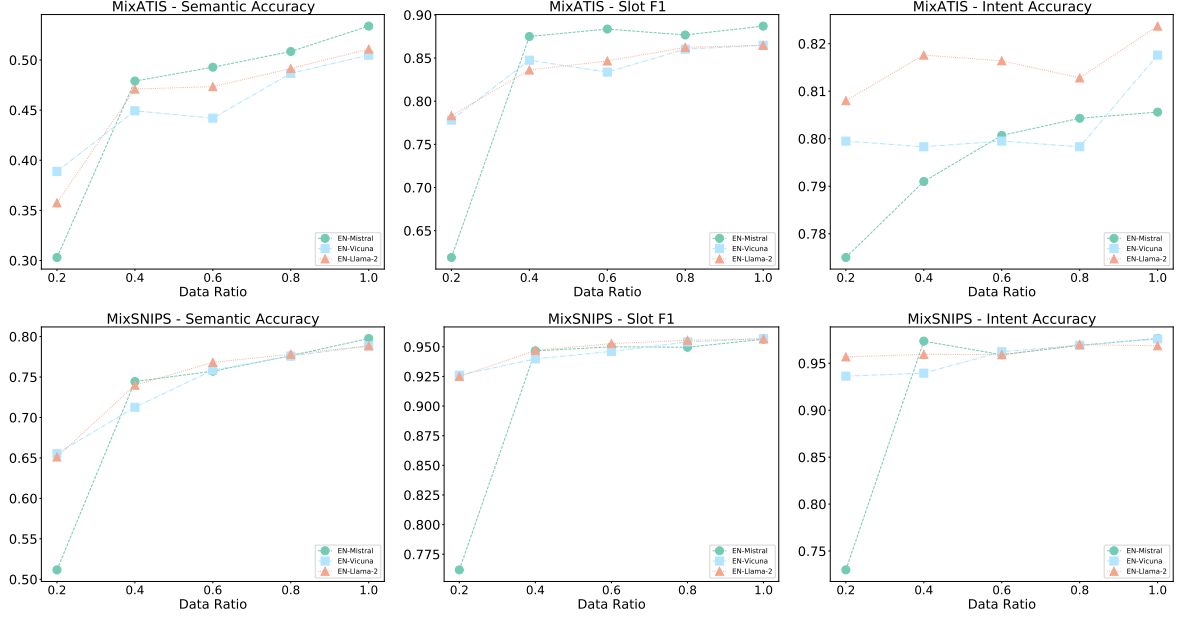 MixATIS - Semantic Accuracy
0.50
0.45
0.40
0.35
0.30
0.2 0.4 0.6 0.8 1.0
Data Ratio
EN-Mistral
EN-Vicuna
EN-Llama-2
MixATIS - Slot F1
0.90
0.85
0.80
0.75
0.70
0.65
0.2 0.4 0.6 0.8 1.0
Data Ratio
EN-Mistral
EN-Vicuna
EN-Llama-2
MixATIS - Intent Accuracy
0.82
0.81
0.80
0.79
0.78
0.2 0.4 0.6 0.8 1.0
Data Ratio
EN-Mistral
EN-Vicuna
EN-Llama-2
MixSNIPS - Semantic Accuracy
0.80
0.75
0.70
0.65
0.60
0.55
0.50
0.2 0.4 0.6 0.8 1.0
Data Ratio
EN-Mistral
EN-Vicuna
EN-Llama-2
MixSNIPS - Slot F1
0.950
0.925
0.900
0.875
0.850
0.825
0.800
0.775
0.2 0.4 0.6 0.8 1.0
Data Ratio
EN-Mistral
EN-Vicuna
EN-Llama-2
MixSNIPS - Intent Accuracy
0.95
0.90
0.85
0.80
0.75
0.2 0.4 0.6 0.8 1.0
Data Ratio
EN-Mistral
EN-Vicuna
EN-Llama-2